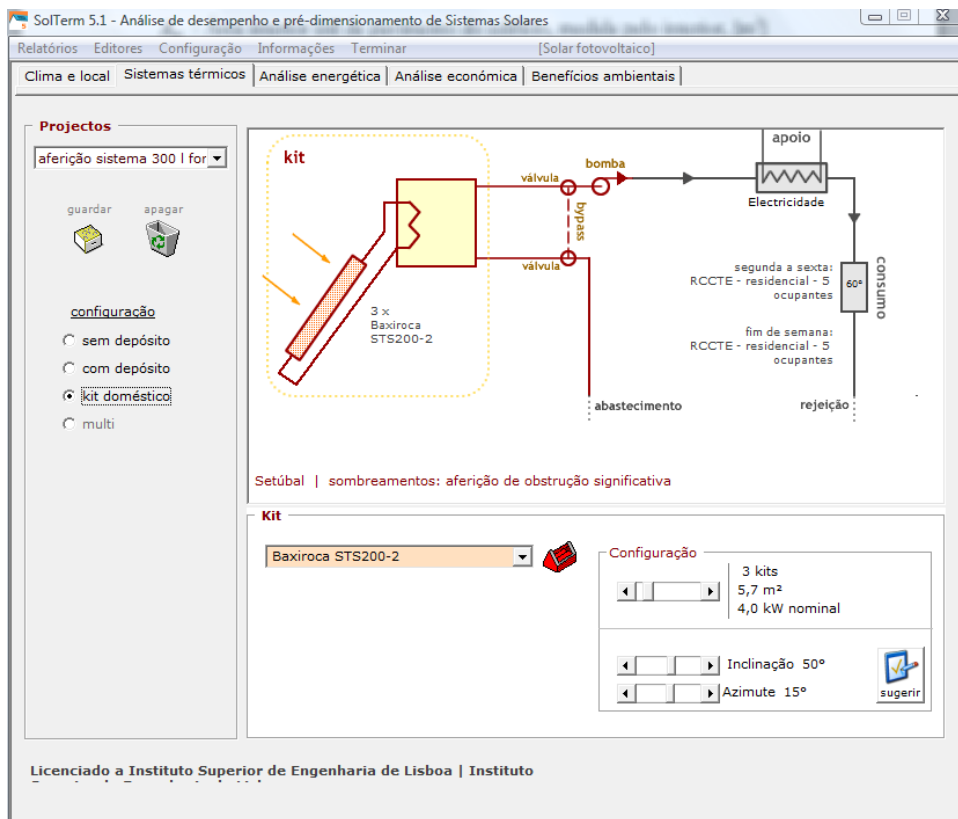 SolTerm 5.1 - Análise de desempenho e pré-dimensionamento de Sistemas Solares
Relatórios Editores Configuração Informações Terminar [Solar fotovoltaico]
Clima e local Sistemas térmicos Análise energética Análise económica Benefícios ambientais
Projectos
aferição sistema 300 l for
guardar apagar
configuração
sem depósito
com depósito
kit doméstico
multi
kit
3 x
Baxiroca
STS200-2
válvula
bomba
bypass
válvula
apoio
Electricidade
segunda a sexta:
RCCTE - residencial - 5
ocupantes
60°
consumo
fim de semana:
RCCTE - residencial - 5
ocupantes
abastecimento
rejeição
Setúbal | sombreamentos: aferição de obstrução significativa
Kit
Baxiroca STS200-2
Configuração
3 kits
5,7 m²
4,0 kW nominal
Inclinação 50°
Azimute 15°
sugerir
Licenciado a Instituto Superior de Engenharia de Lisboa | Instituto